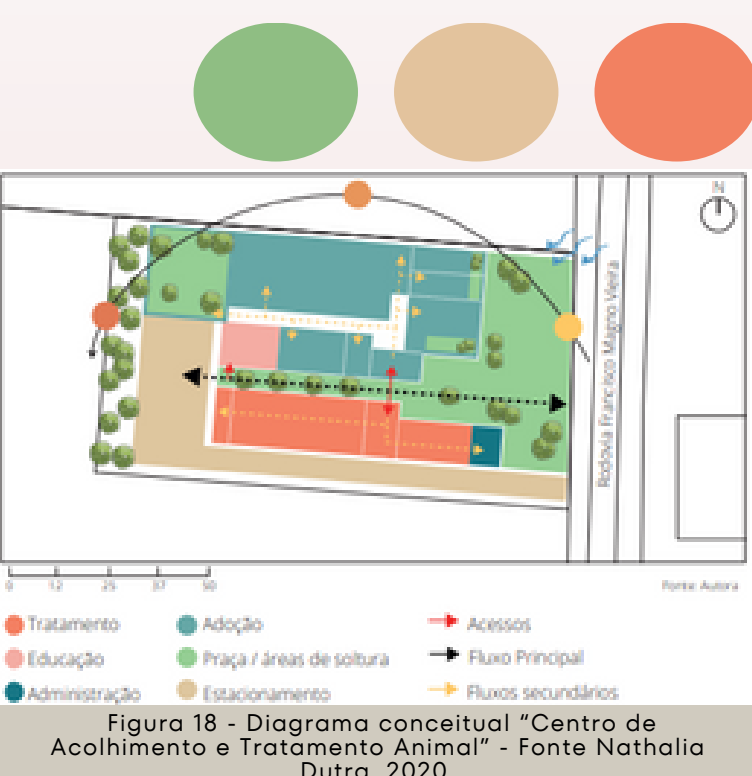 N
Rodovia Francisco Magno Vieira
0 12 25 37 50
Fonte: Autora
Tratamento
Adoção
Acessos
Educação
Praça / áreas de soltura
Fluxo Principal
Administração
Estacionamento
Fluxos secundários
Figura 18 - Diagrama conceitual “Centro de
Acolhimento e Tratamento Animal” - Fonte Nathalia
Dutra, 2020